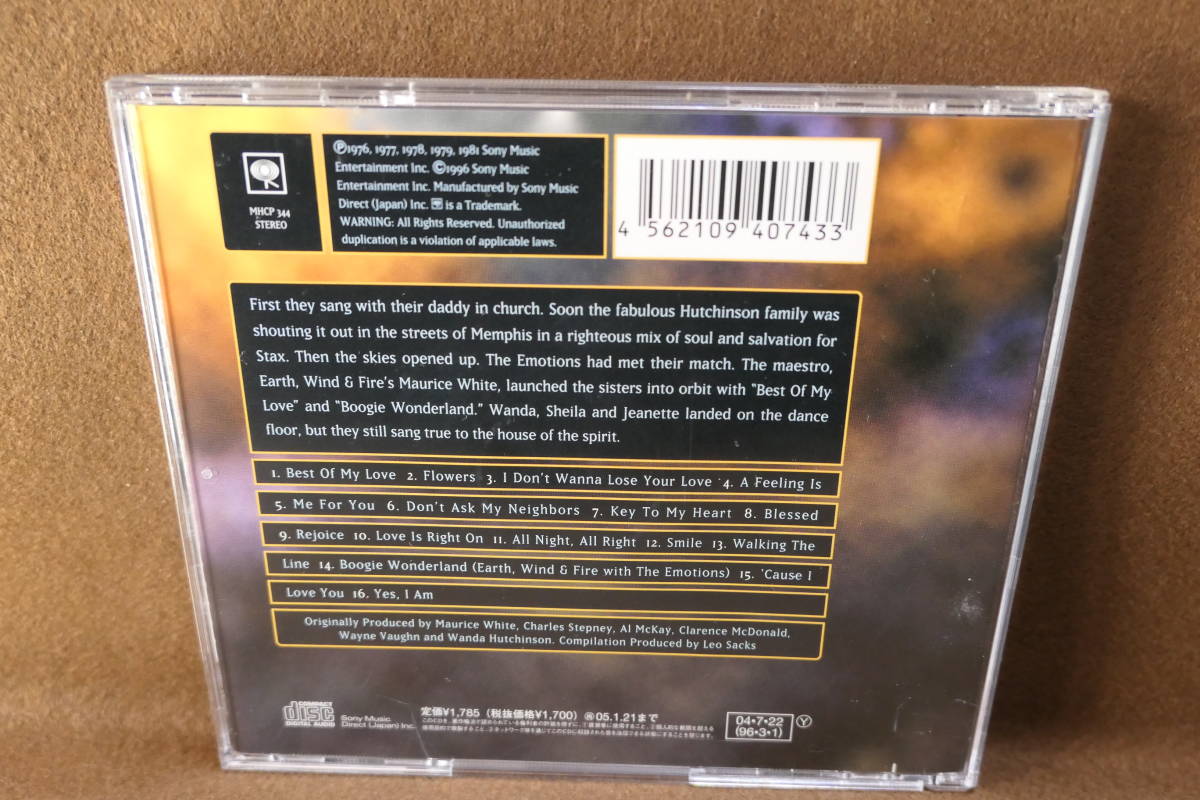 MHCP 344
STEREO
℗1976, 1977, 1978, 1979, 1981 Sony Music
Entertainment Inc. ©1996 Sony Music
Entertainment Inc. Manufactured by Sony Music
Direct (Japan) Inc. is a Trademark.
WARNING: All Rights Reserved. Unauthorized
duplication is a violation of applicable laws.
4 562109 407433
First they sang with their daddy in church. Soon the fabulous Hutchinson family was
shouting it out in the streets of Memphis in a righteous mix of soul and salvation for
Stax. Then the skies opened up. The Emotions had met their match. The maestro,
Earth, Wind & Fire's Maurice White, launched the sisters into orbit with "Best Of My
Love" and "Boogie Wonderland." Wanda, Sheila and Jeanette landed on the dance
floor, but they still sang true to the house of the spirit.
1. Best Of My Love 2. Flowers 3. I Don't Wanna Lose Your Love 4. A Feeling Is
5. Me For You 6. Don't Ask My Neighbors 7. Key To My Heart 8. Blessed
9. Rejoice 10. Love Is Right On 11. All Night, All Right 12. Smile 13. Walking The
Line 14. Boogie Wonderland (Earth, Wind & Fire with The Emotions) 15. 'Cause I
Love You 16. Yes, I Am
Originally Produced by Maurice White, Charles Stepney, Al McKay, Clarence McDonald,
Wayne Vaughn and Wanda Hutchinson. Compilation Produced by Leo Sacks
COMPACT
disc
DIGITAL AUDIO
Sony Music
Direct (Japan) Inc.
定価¥1,785 (税抜価格¥1,700) ㊐05.1.21まで
04・7・22
(96・3・1)
Ⓨ